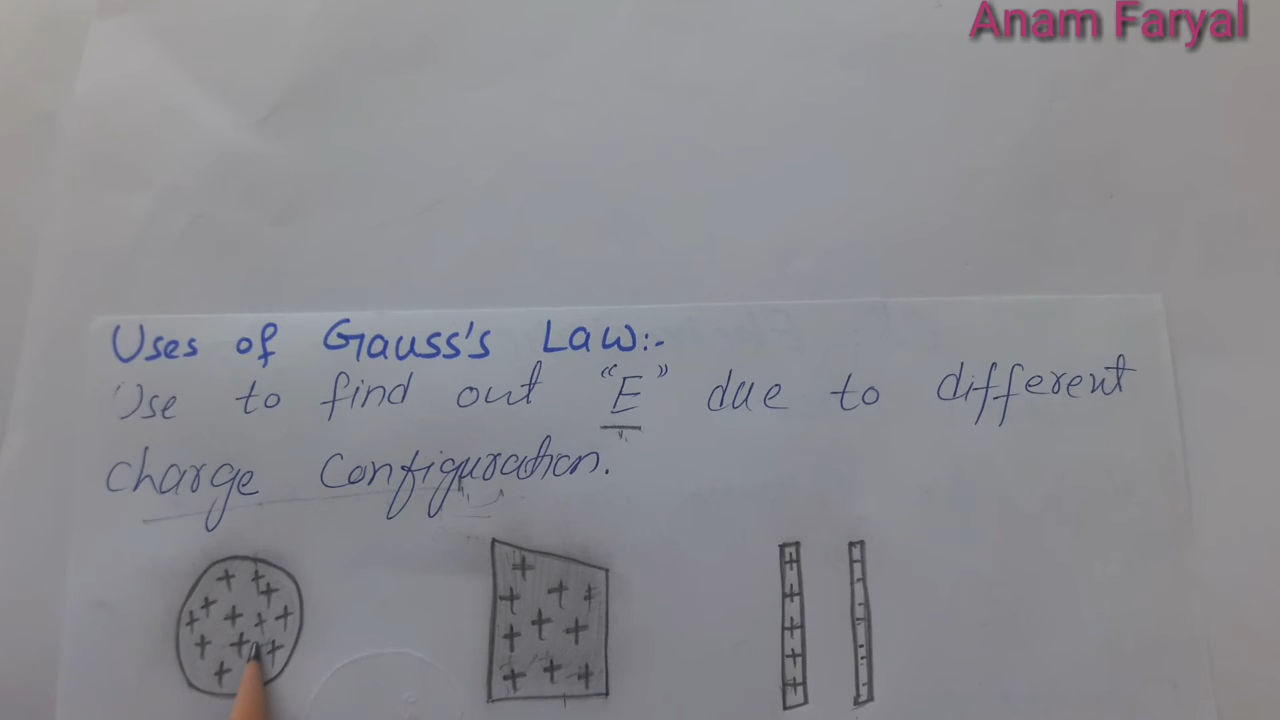 Anam Faryal
Uses of Gauss's Law:-
Use to find out "E" due to different
charge configuration.